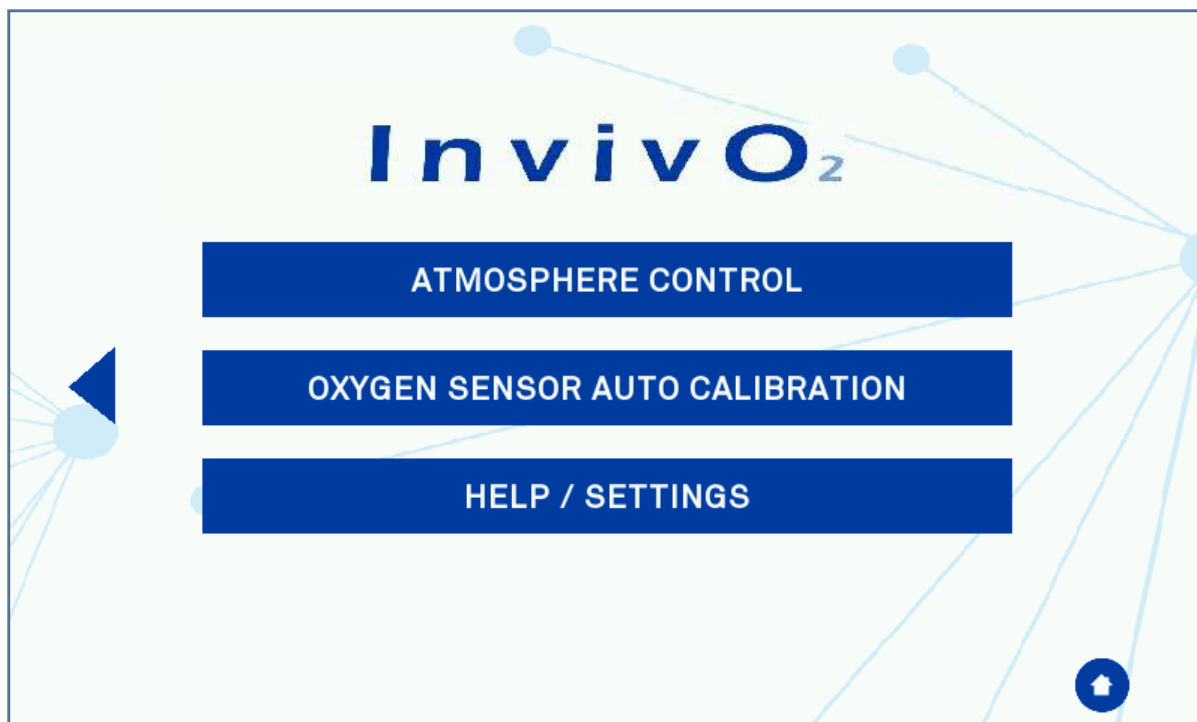 InvivO₂
ATMOSPHERE CONTROL
OXYGEN SENSOR AUTO CALIBRATION
HELP / SETTINGS